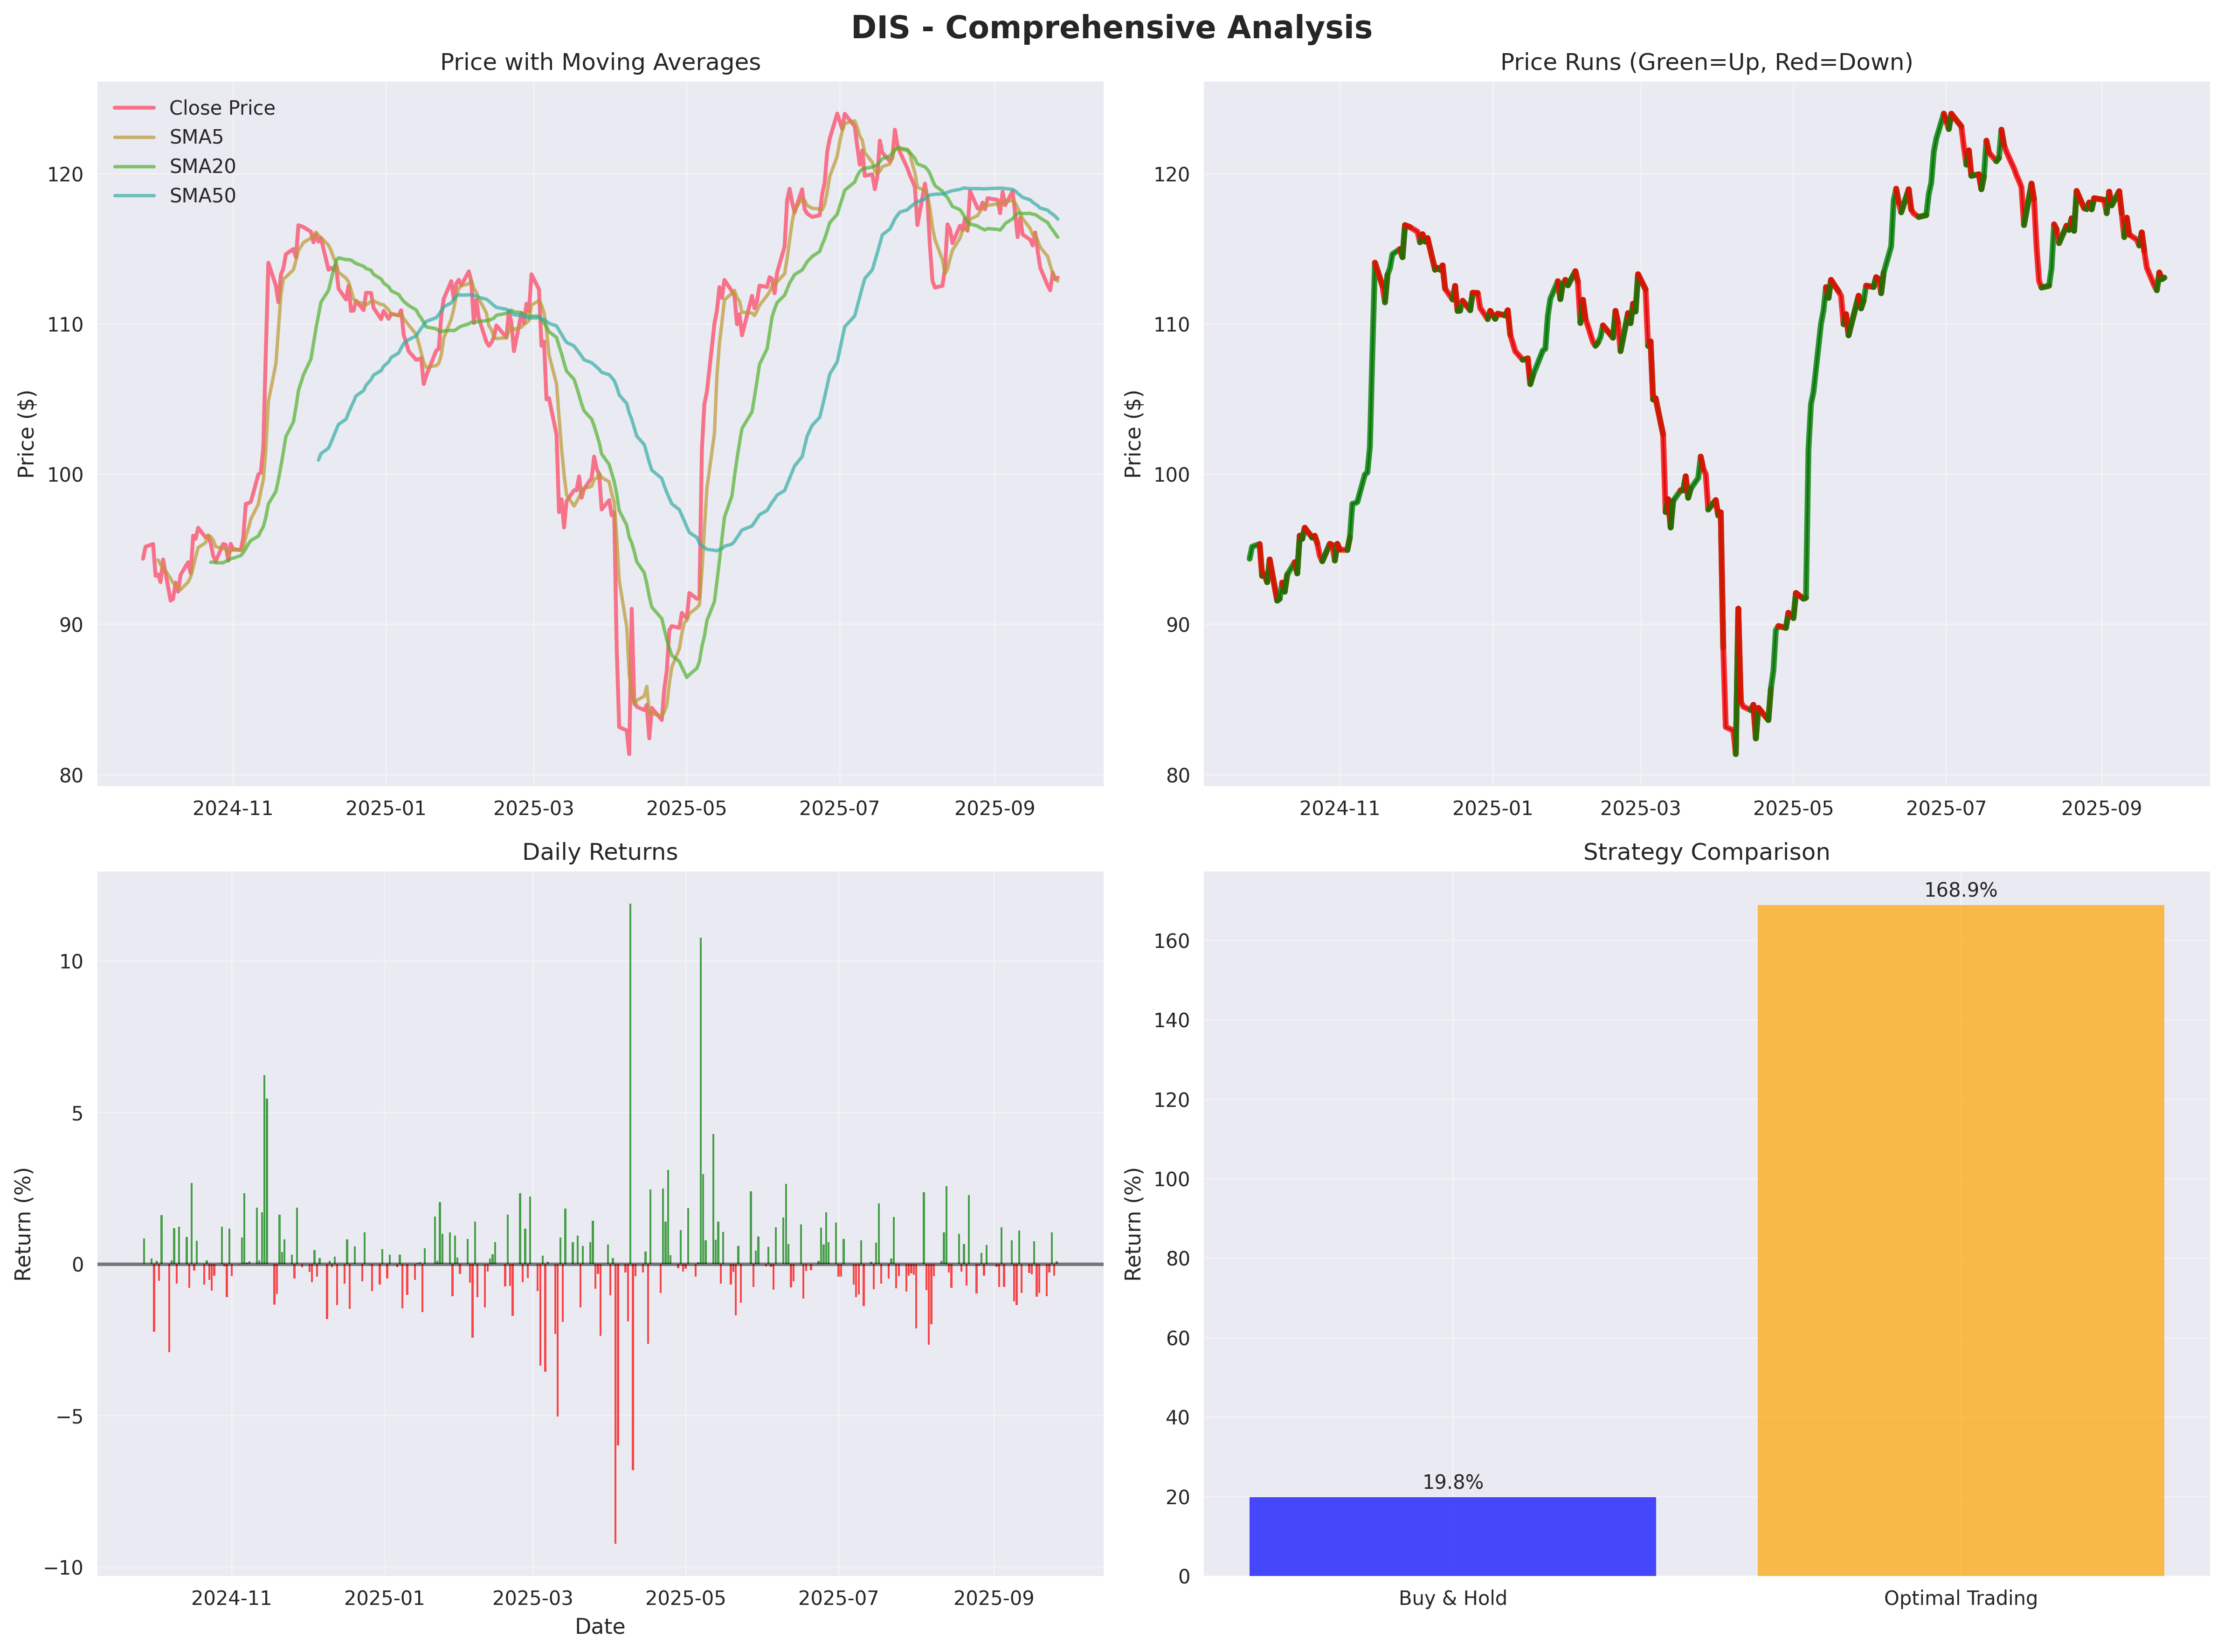 DIS - Comprehensive Analysis
Price with Moving Averages
Close Price
SMA5
SMA20
SMA50
Price ($)
120
110
100
90
80
2024-11
2025-01
2025-03
2025-05
2025-07
2025-09
Price Runs (Green=Up, Red=Down)
Price ($)
120
110
100
90
80
2024-11
2025-01
2025-03
2025-05
2025-07
2025-09
Daily Returns
Return (%)
10
5
0
−5
−10
2024-11
2025-01
2025-03
2025-05
2025-07
2025-09
Date
Strategy Comparison
Return (%)
160
140
120
100
80
60
40
20
0
19.8%
168.9%
Buy & Hold
Optimal Trading